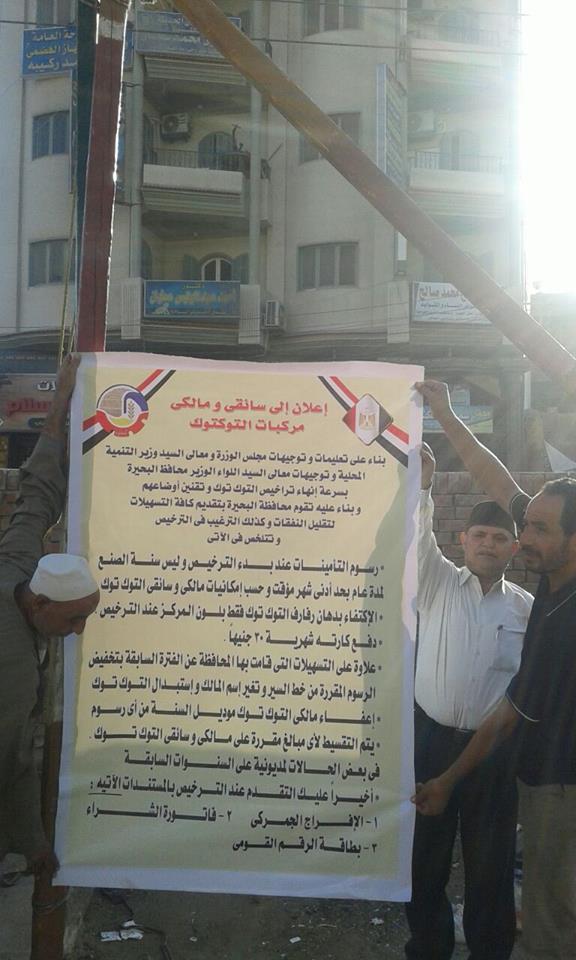 إعلان إلى سائقى و مالكى
مركبات التوكتوك
بناء على تعليمات و توجيهات مجلس الوزرة و معالى السيد وزير التنمية
المحلية و توجيهات معالى السيد اللواء الوزير محافظ البحيرة
بسرعة إنهاء تراخيص التوك توك و تقنين أوضاعهم
و بناء عليه تقوم محافظة البحيرة بتقديم كافة التسهيلات
لتقليل النفقات و كذلك الترغيب فى الترخيص
و تتلخص فى الأتى
• رسوم التأمينات عند بدء الترخيص و ليس سنة الصنع
لمدة عام بحد أدنى شهر مؤقت و حسب إمكانيات مالكى و سائقى التوك توك
• الإكتفاء بدهان رفارف التوك توك فقط بلون المركز عند الترخيص .
• دفع كارته شهرية ٣٠ جنيهاً .
• علاوة على التسهيلات التى قامت بها المحافظة عن الفترة السابقة بتخفيض
الرسوم المقررة من خط السير و تغير إسم المالك و إستبدال التوك توك
• إعفاء مالكى التوك توك موديل السنة من أى رسوم
• يتم التقسيط لأى مبالغ مقررة على مالكى و سائقى التوك توك .
فى بعض الحالات لمديونية على السنوات السابقة
• أخيراً عليك التقدم عند الترخيص بالمستندات الأتيه :
١- الإفراج الجمركى ٢- فاتورة الشراء
٣- بطاقة الرقم القومى
محمد صالح